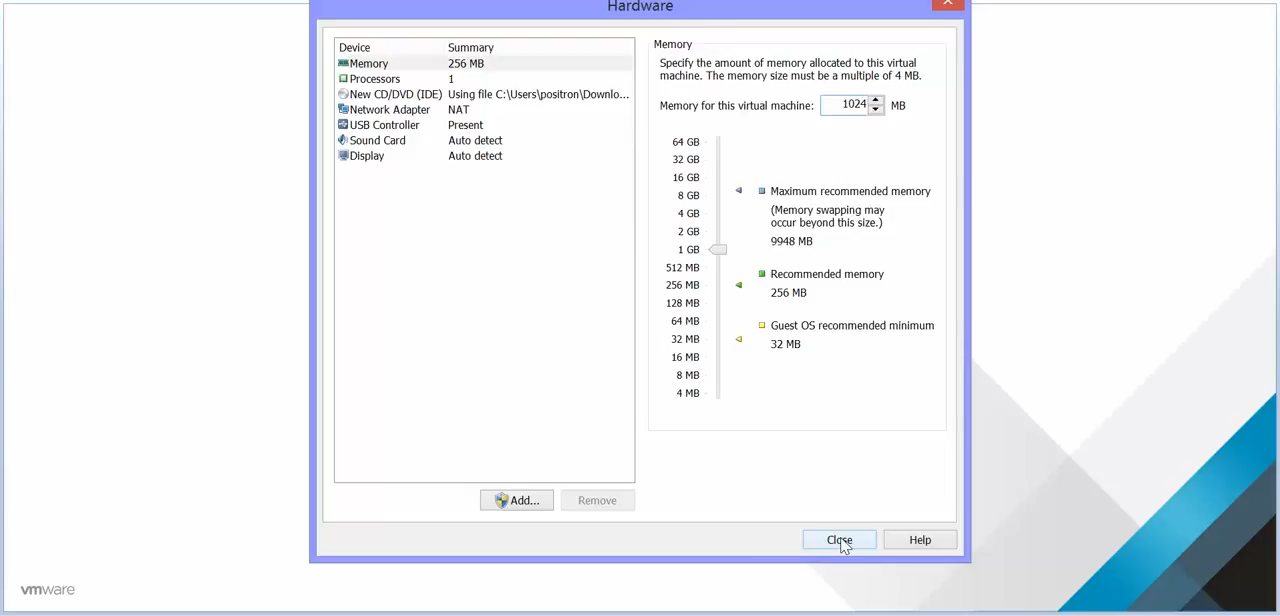 Hardware
Device Summary
Memory 256 MB
Processors 1
New CD/DVD (IDE) Using file C:\Users\positron\Downlo...
Network Adapter NAT
USB Controller Present
Sound Card Auto detect
Display Auto detect
Add...
Remove
Memory
Specify the amount of memory allocated to this virtual
machine. The memory size must be a multiple of 4 MB.
Memory for this virtual machine: 1024 MB
64 GB
32 GB
16 GB
8 GB
4 GB
2 GB
1 GB
512 MB
256 MB
128 MB
64 MB
32 MB
16 MB
8 MB
4 MB
Maximum recommended memory
(Memory swapping may
occur beyond this size.)
9948 MB
Recommended memory
256 MB
Guest OS recommended minimum
32 MB
Close
Help
vmware